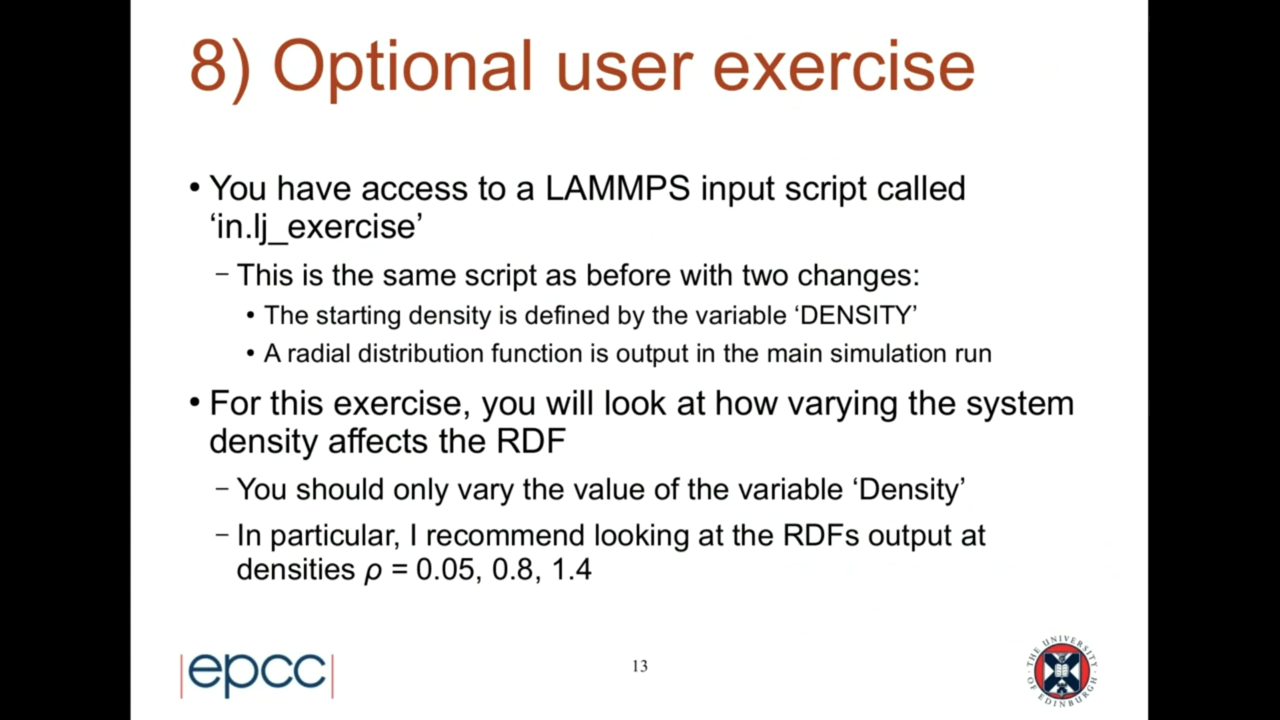 8) Optional user exercise
• You have access to a LAMMPS input script called
‘in.lj_exercise’
– This is the same script as before with two changes:
• The starting density is defined by the variable ‘DENSITY’
• A radial distribution function is output in the main simulation run
• For this exercise, you will look at how varying the system
density affects the RDF
– You should only vary the value of the variable ‘Density’
– In particular, I recommend looking at the RDFs output at
densities ρ = 0.05, 0.8, 1.4
|epcc|
13
THE UNIVERSITY OF EDINBURGH